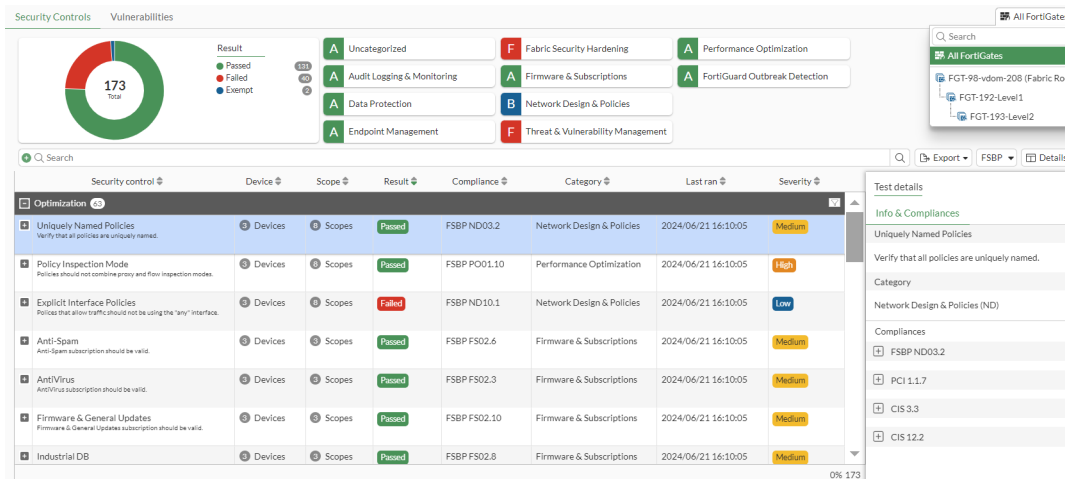 Security Controls Vulnerabilities
All FortiGates
Search
All FortiGates
FGT-98-vdom-208 (Fabric Ro
FGT-192-Level1
FGT-193-Level2
173
Total
Result
Passed 131
Failed 40
Exempt 2
A Uncategorized
F Fabric Security Hardening
A Performance Optimization
A Audit Logging & Monitoring
A Firmware & Subscriptions
A FortiGuard Outbreak Detection
A Data Protection
B Network Design & Policies
A Endpoint Management
F Threat & Vulnerability Management
Search
Export FSBP Details
Security control Device Scope Result Compliance Category Last ran Severity
Optimization 63
Uniquely Named Policies 3 Devices 8 Scopes Passed FSBP ND03.2 Network Design & Policies 2024/06/21 16:10:05 Medium
Verify that all policies are uniquely named.
Policy Inspection Mode 3 Devices 8 Scopes Passed FSBP PO01.10 Performance Optimization 2024/06/21 16:10:05 High
Policies should not combine proxy and flow inspection modes.
Explicit Interface Policies 3 Devices 8 Scopes Failed FSBP ND10.1 Network Design & Policies 2024/06/21 16:10:05 Low
Polices that allow traffic should not be using the "any" interface.
Anti-Spam 3 Devices 3 Scopes Passed FSBP FS02.6 Firmware & Subscriptions 2024/06/21 16:10:05 Medium
Anti-Spam subscription should be valid.
AntiVirus 3 Devices 3 Scopes Passed FSBP FS02.3 Firmware & Subscriptions 2024/06/21 16:10:05 Medium
AntiVirus subscription should be valid.
Firmware & General Updates 3 Devices 3 Scopes Passed FSBP FS02.10 Firmware & Subscriptions 2024/06/21 16:10:05 Medium
Firmware & General Updates subscription should be valid.
Industrial DB 3 Devices 3 Scopes Passed FSBP FS02.8 Firmware & Subscriptions 2024/06/21 16:10:05 Medium
0% 173
Test details
Info & Compliances
Uniquely Named Policies
Verify that all policies are uniquely named.
Category
Network Design & Policies (ND)
Compliances
FSBP ND03.2
PCI 1.1.7
CIS 3.3
CIS 12.2